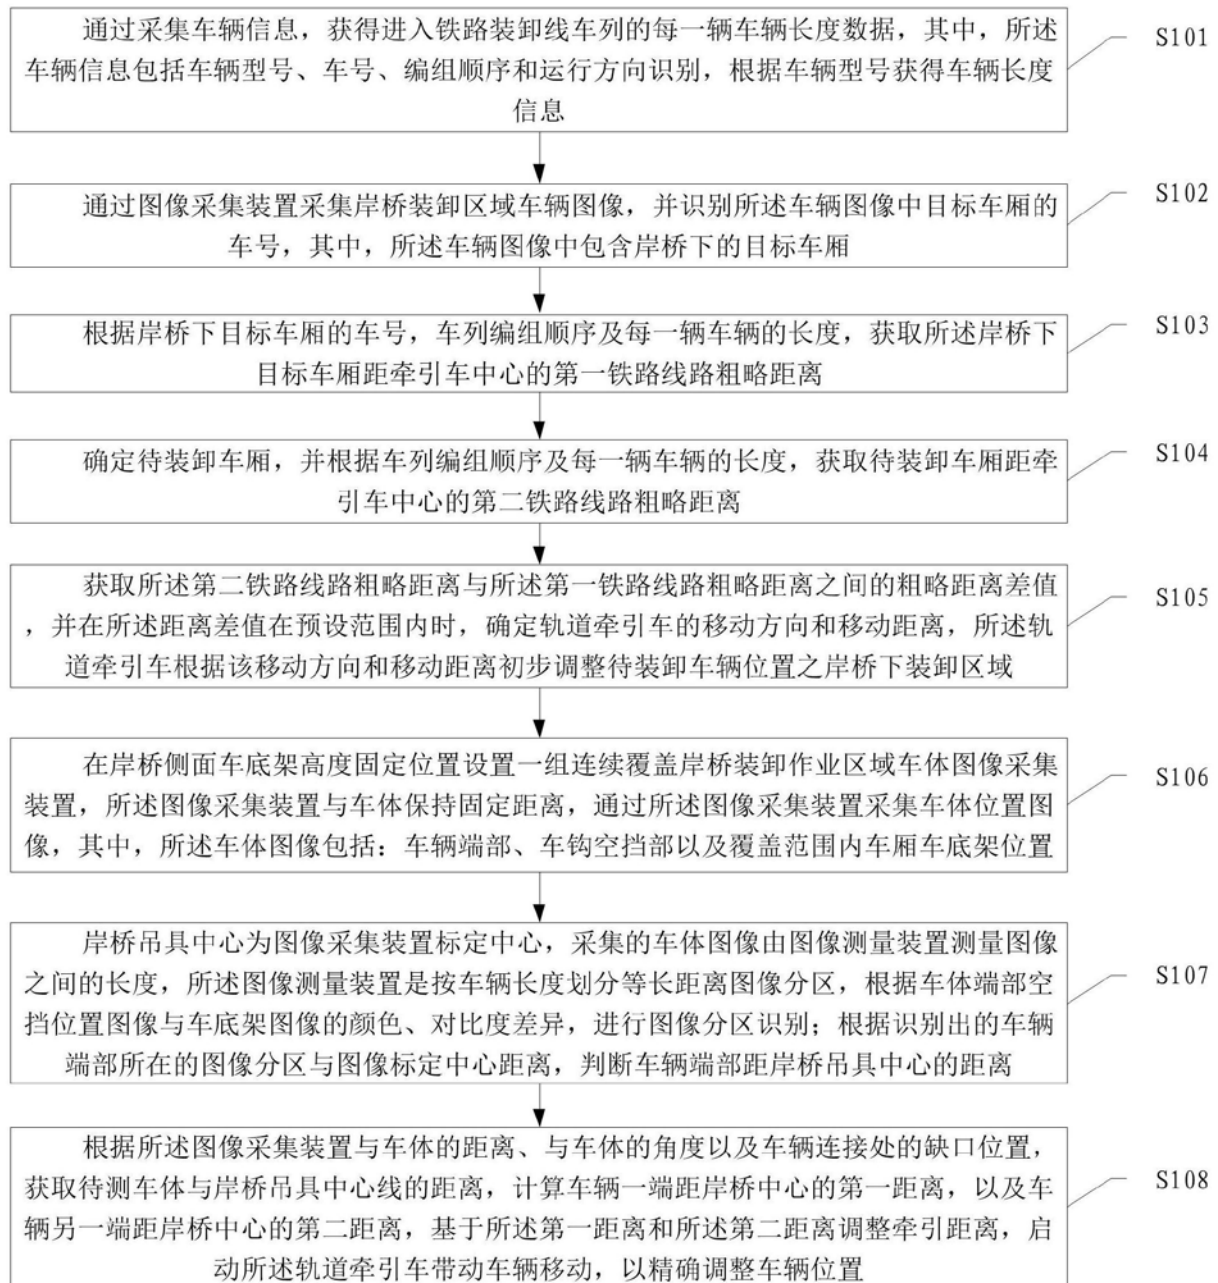 通过采集车辆信息，获得进入铁路装卸线车列的每一辆车辆长度数据，其中，所述
车辆信息包括车辆型号、车号、编组顺序和运行方向识别，根据车辆型号获得车辆长度
信息
S101
通过图像采集装置采集岸桥装卸区域车辆图像，并识别所述车辆图像中目标车厢的
车号，其中，所述车辆图像中包含岸桥下的目标车厢
S102
根据岸桥下目标车厢的车号，车列编组顺序及每一辆车辆的长度，获取所述岸桥下
目标车厢距牵引车中心的第一铁路线路粗略距离
S103
确定待装卸车厢，并根据车列编组顺序及每一辆车辆的长度，获取待装卸车厢距牵
引车中心的第二铁路线路粗略距离
S104
获取所述第二铁路线路粗略距离与所述第一铁路线路粗略距离之间的粗略距离差值
，并在所述距离差值在预设范围内时，确定轨道牵引车的移动方向和移动距离，所述轨
道牵引车根据该移动方向和移动距离初步调整待装卸车辆位置之岸桥下装卸区域
S105
在岸桥侧面车底架高度固定位置设置一组连续覆盖岸桥装卸作业区域车体图像采集
装置，所述图像采集装置与车体保持固定距离，通过所述图像采集装置采集车体位置图
像，其中，所述车体图像包括：车辆端部、车钩空挡部以及覆盖范围内车厢车底架位置
S106
岸桥吊具中心为图像采集装置标定中心，采集的车体图像由图像测量装置测量图像
之间的长度，所述图像测量装置是按车辆长度划分等长距离图像分区，根据车体端部空
挡位置图像与车底架图像的颜色、对比度差异，进行图像分区识别；根据识别出的车辆
端部所在的图像分区与图像标定中心距离，判断车辆端部距岸桥吊具中心的距离
S107
根据所述图像采集装置与车体的距离、与车体的角度以及车辆连接处的缺口位置，
获取待测车体与岸桥吊具中心线的距离，计算车辆一端距岸桥中心的第一距离，以及车
辆另一端距岸桥中心的第二距离，基于所述第一距离和所述第二距离调整牵引距离，启
动所述轨道牵引车带动车辆移动，以精确调整车辆位置
S108